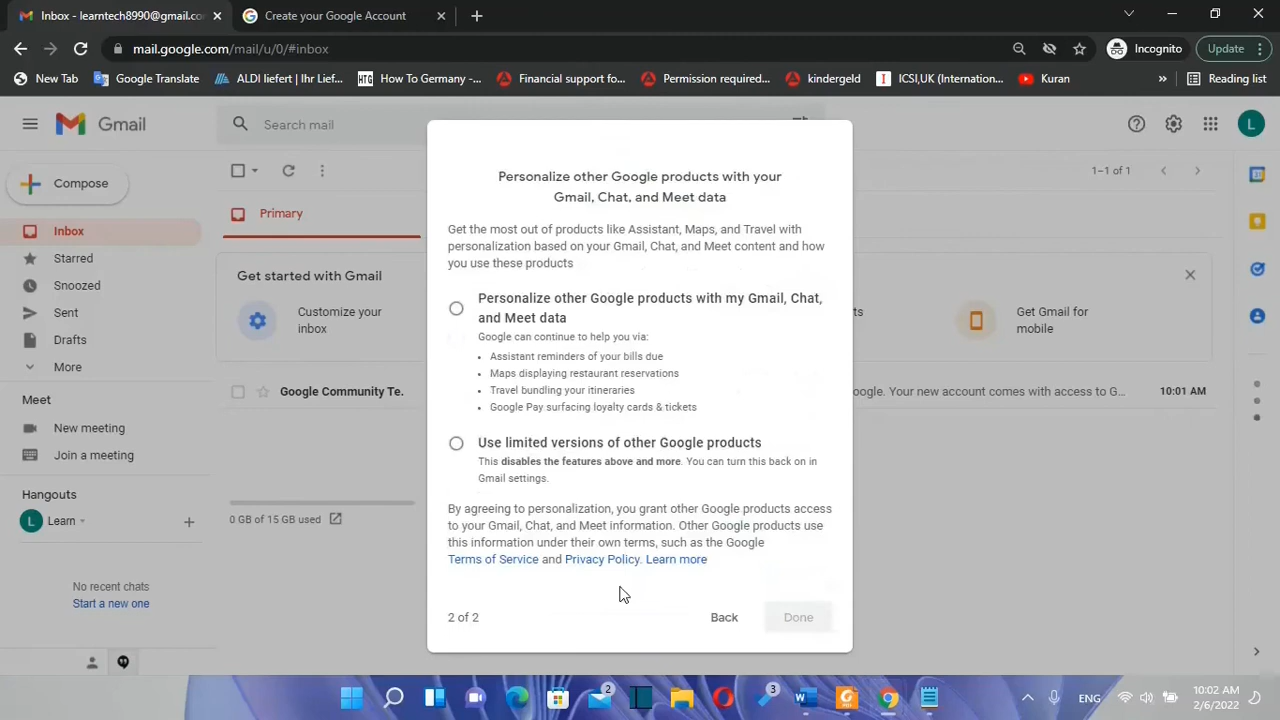 Inbox - learntech8990@gmail.co
Create your Google Account
mail.google.com/mail/u/0/#inbox
Incognito
Update
New Tab
Google Translate
ALDI liefert | Ihr Lief...
How To Germany -...
Financial support fo...
Permission required...
kindergeld
ICSI,UK (Internation...
Kuran
Reading list
Gmail
Search mail
Compose
1–1 of 1
Inbox
Starred
Snoozed
Sent
Drafts
More
Meet
New meeting
Join a meeting
Hangouts
Learn
No recent chats
Start a new one
Primary
Get started with Gmail
Customize your
inbox
Get Gmail for
mobile
Google Community Te.
oogle. Your new account comes with access to G...
10:01 AM
0 GB of 15 GB used
Personalize other Google products with your
Gmail, Chat, and Meet data
Get the most out of products like Assistant, Maps, and Travel with
personalization based on your Gmail, Chat, and Meet content and how
you use these products
Personalize other Google products with my Gmail, Chat,
and Meet data
Google can continue to help you via:
• Assistant reminders of your bills due
• Maps displaying restaurant reservations
• Travel bundling your itineraries
• Google Pay surfacing loyalty cards & tickets
Use limited versions of other Google products
This disables the features above and more. You can turn this back on in
Gmail settings.
By agreeing to personalization, you grant other Google products access
to your Gmail, Chat, and Meet information. Other Google products use
this information under their own terms, such as the Google
Terms of Service and Privacy Policy. Learn more
2 of 2
Back
Done
L
L
2
3
ENG
10:02 AM
2/6/2022